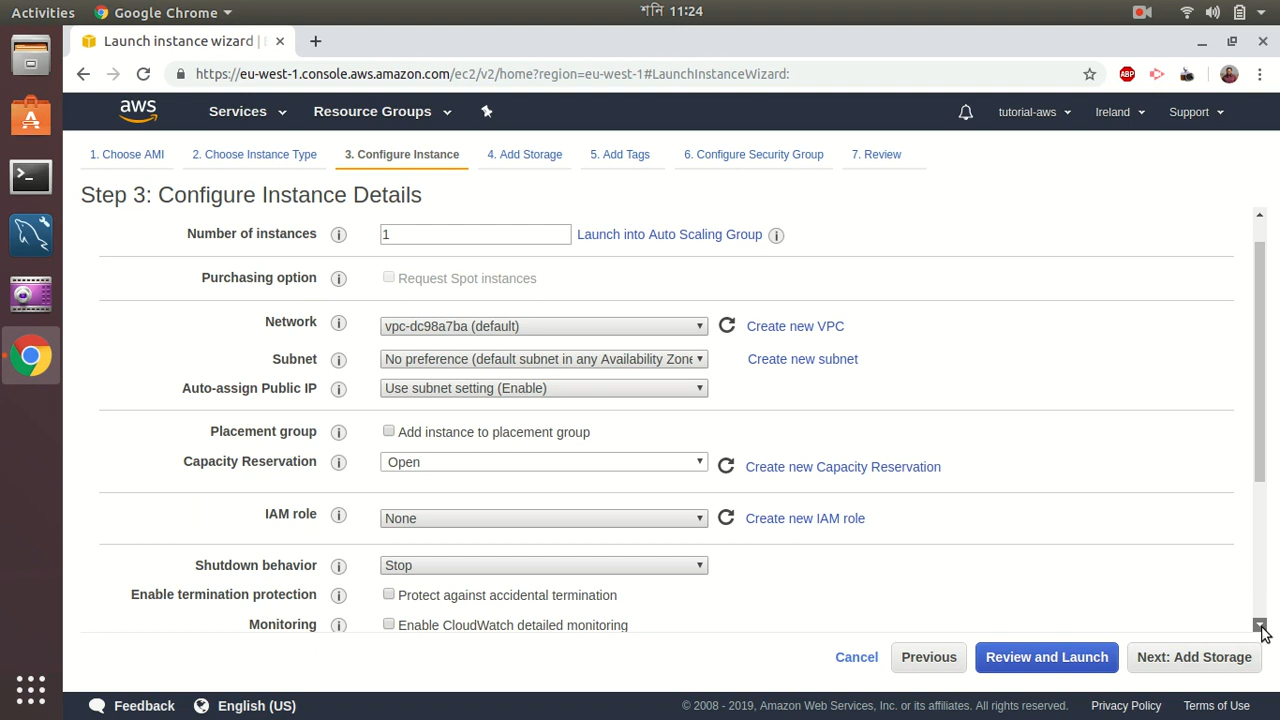 Activities Google Chrome শনি 11:24
Launch instance wizard |
https://eu-west-1.console.aws.amazon.com/ec2/v2/home?region=eu-west-1#LaunchInstanceWizard:
ABP
aws Services Resource Groups tutorial-aws Ireland Support
1. Choose AMI 2. Choose Instance Type 3. Configure Instance 4. Add Storage 5. Add Tags 6. Configure Security Group 7. Review
Step 3: Configure Instance Details
Number of instances 1 Launch into Auto Scaling Group
Purchasing option Request Spot instances
Network vpc-dc98a7ba (default) Create new VPC
Subnet No preference (default subnet in any Availability Zone Create new subnet
Auto-assign Public IP Use subnet setting (Enable)
Placement group Add instance to placement group
Capacity Reservation Open Create new Capacity Reservation
IAM role None Create new IAM role
Shutdown behavior Stop
Enable termination protection Protect against accidental termination
Monitoring Enable CloudWatch detailed monitoring
Cancel Previous Review and Launch Next: Add Storage
Feedback English (US) © 2008 - 2019, Amazon Web Services, Inc. or its affiliates. All rights reserved. Privacy Policy Terms of Use